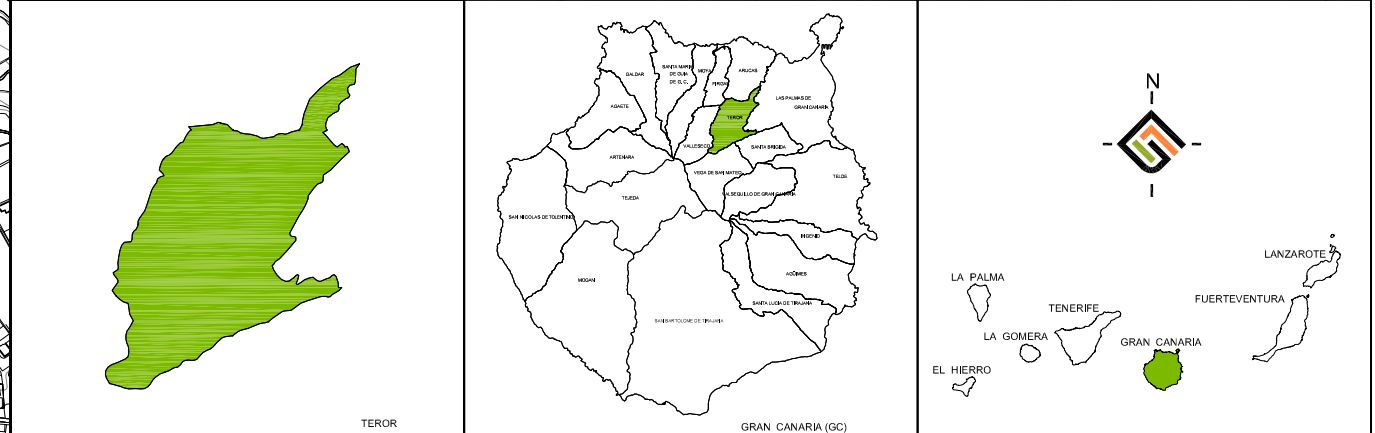 TEROR
GALDAR
SANTA MARIA
DE GUIA
DE G. C.
MOYA
FIRGAS
ARUCAS
LAS PALMAS DE
GRAN CANARIA
AGAETE
TEROR
VALLESECO
SANTA BRIGIDA
ARTENARA
VEGA DE SAN MATEO
TELDE
TEJEDA
VALSEQUILLO DE GRAN CANARIA
SAN NICOLAS DE TOLENTINO
INGENIO
MOGAN
AGÜIMES
SANTA LUCIA DE TIRAJANA
SAN BARTOLOME DE TIRAJANA
GRAN CANARIA (GC)
N
LANZAROTE
LA PALMA
FUERTEVENTURA
TENERIFE
LA GOMERA
GRAN CANARIA
EL HIERRO